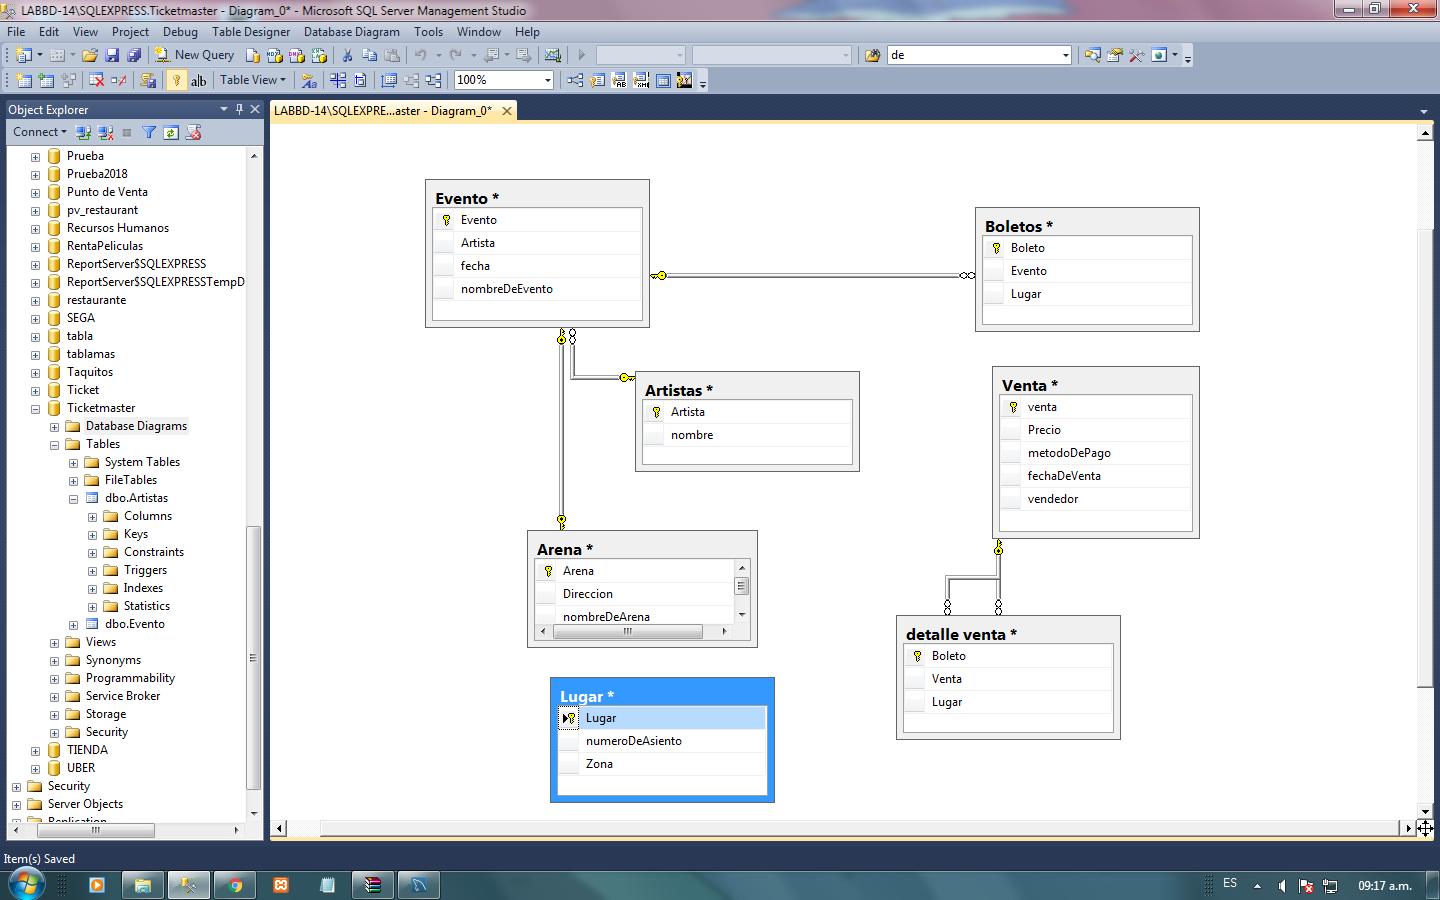 LABBD-14\SQLEXPRESS.Ticketmaster - Diagram_0* - Microsoft SQL Server Management Studio
File Edit View Project Debug Table Designer Database Diagram Tools Window Help
New Query
de
Table View
100%
Object Explorer
Connect
Prueba
Prueba2018
Punto de Venta
pv_restaurant
Recursos Humanos
RentaPeliculas
ReportServer$SQLEXPRESS
ReportServer$SQLEXPRESSTempD
restaurante
SEGA
tabla
tablamas
Taquitos
Ticket
Ticketmaster
Database Diagrams
Tables
System Tables
FileTables
dbo.Artistas
Columns
Keys
Constraints
Triggers
Indexes
Statistics
dbo.Evento
Views
Synonyms
Programmability
Service Broker
Storage
Security
TIENDA
UBER
Security
Server Objects
Replication
LABBD-14\SQLEXPRE...aster - Diagram_0*
Evento *
Evento
Artista
fecha
nombreDeEvento
Boletos *
Boleto
Evento
Lugar
Artistas *
Artista
nombre
Venta *
venta
Precio
metodoDePago
fechaDeVenta
vendedor
Arena *
Arena
Direccion
nombreDeArena
detalle venta *
Boleto
Venta
Lugar
Lugar *
Lugar
numeroDeAsiento
Zona
Item(s) Saved
ES
09:17 a.m.